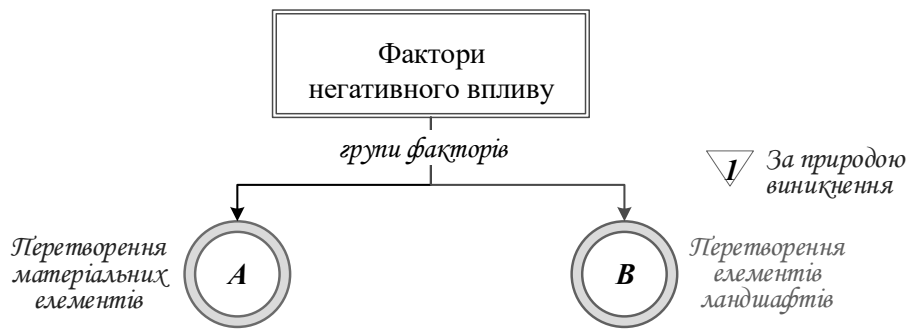 Фактори
негативного впливу
групи факторів
1
За природою
виникнення
Перетворення
матеріальних
елементів
A
B
Перетворення
елементів
ландшафтів